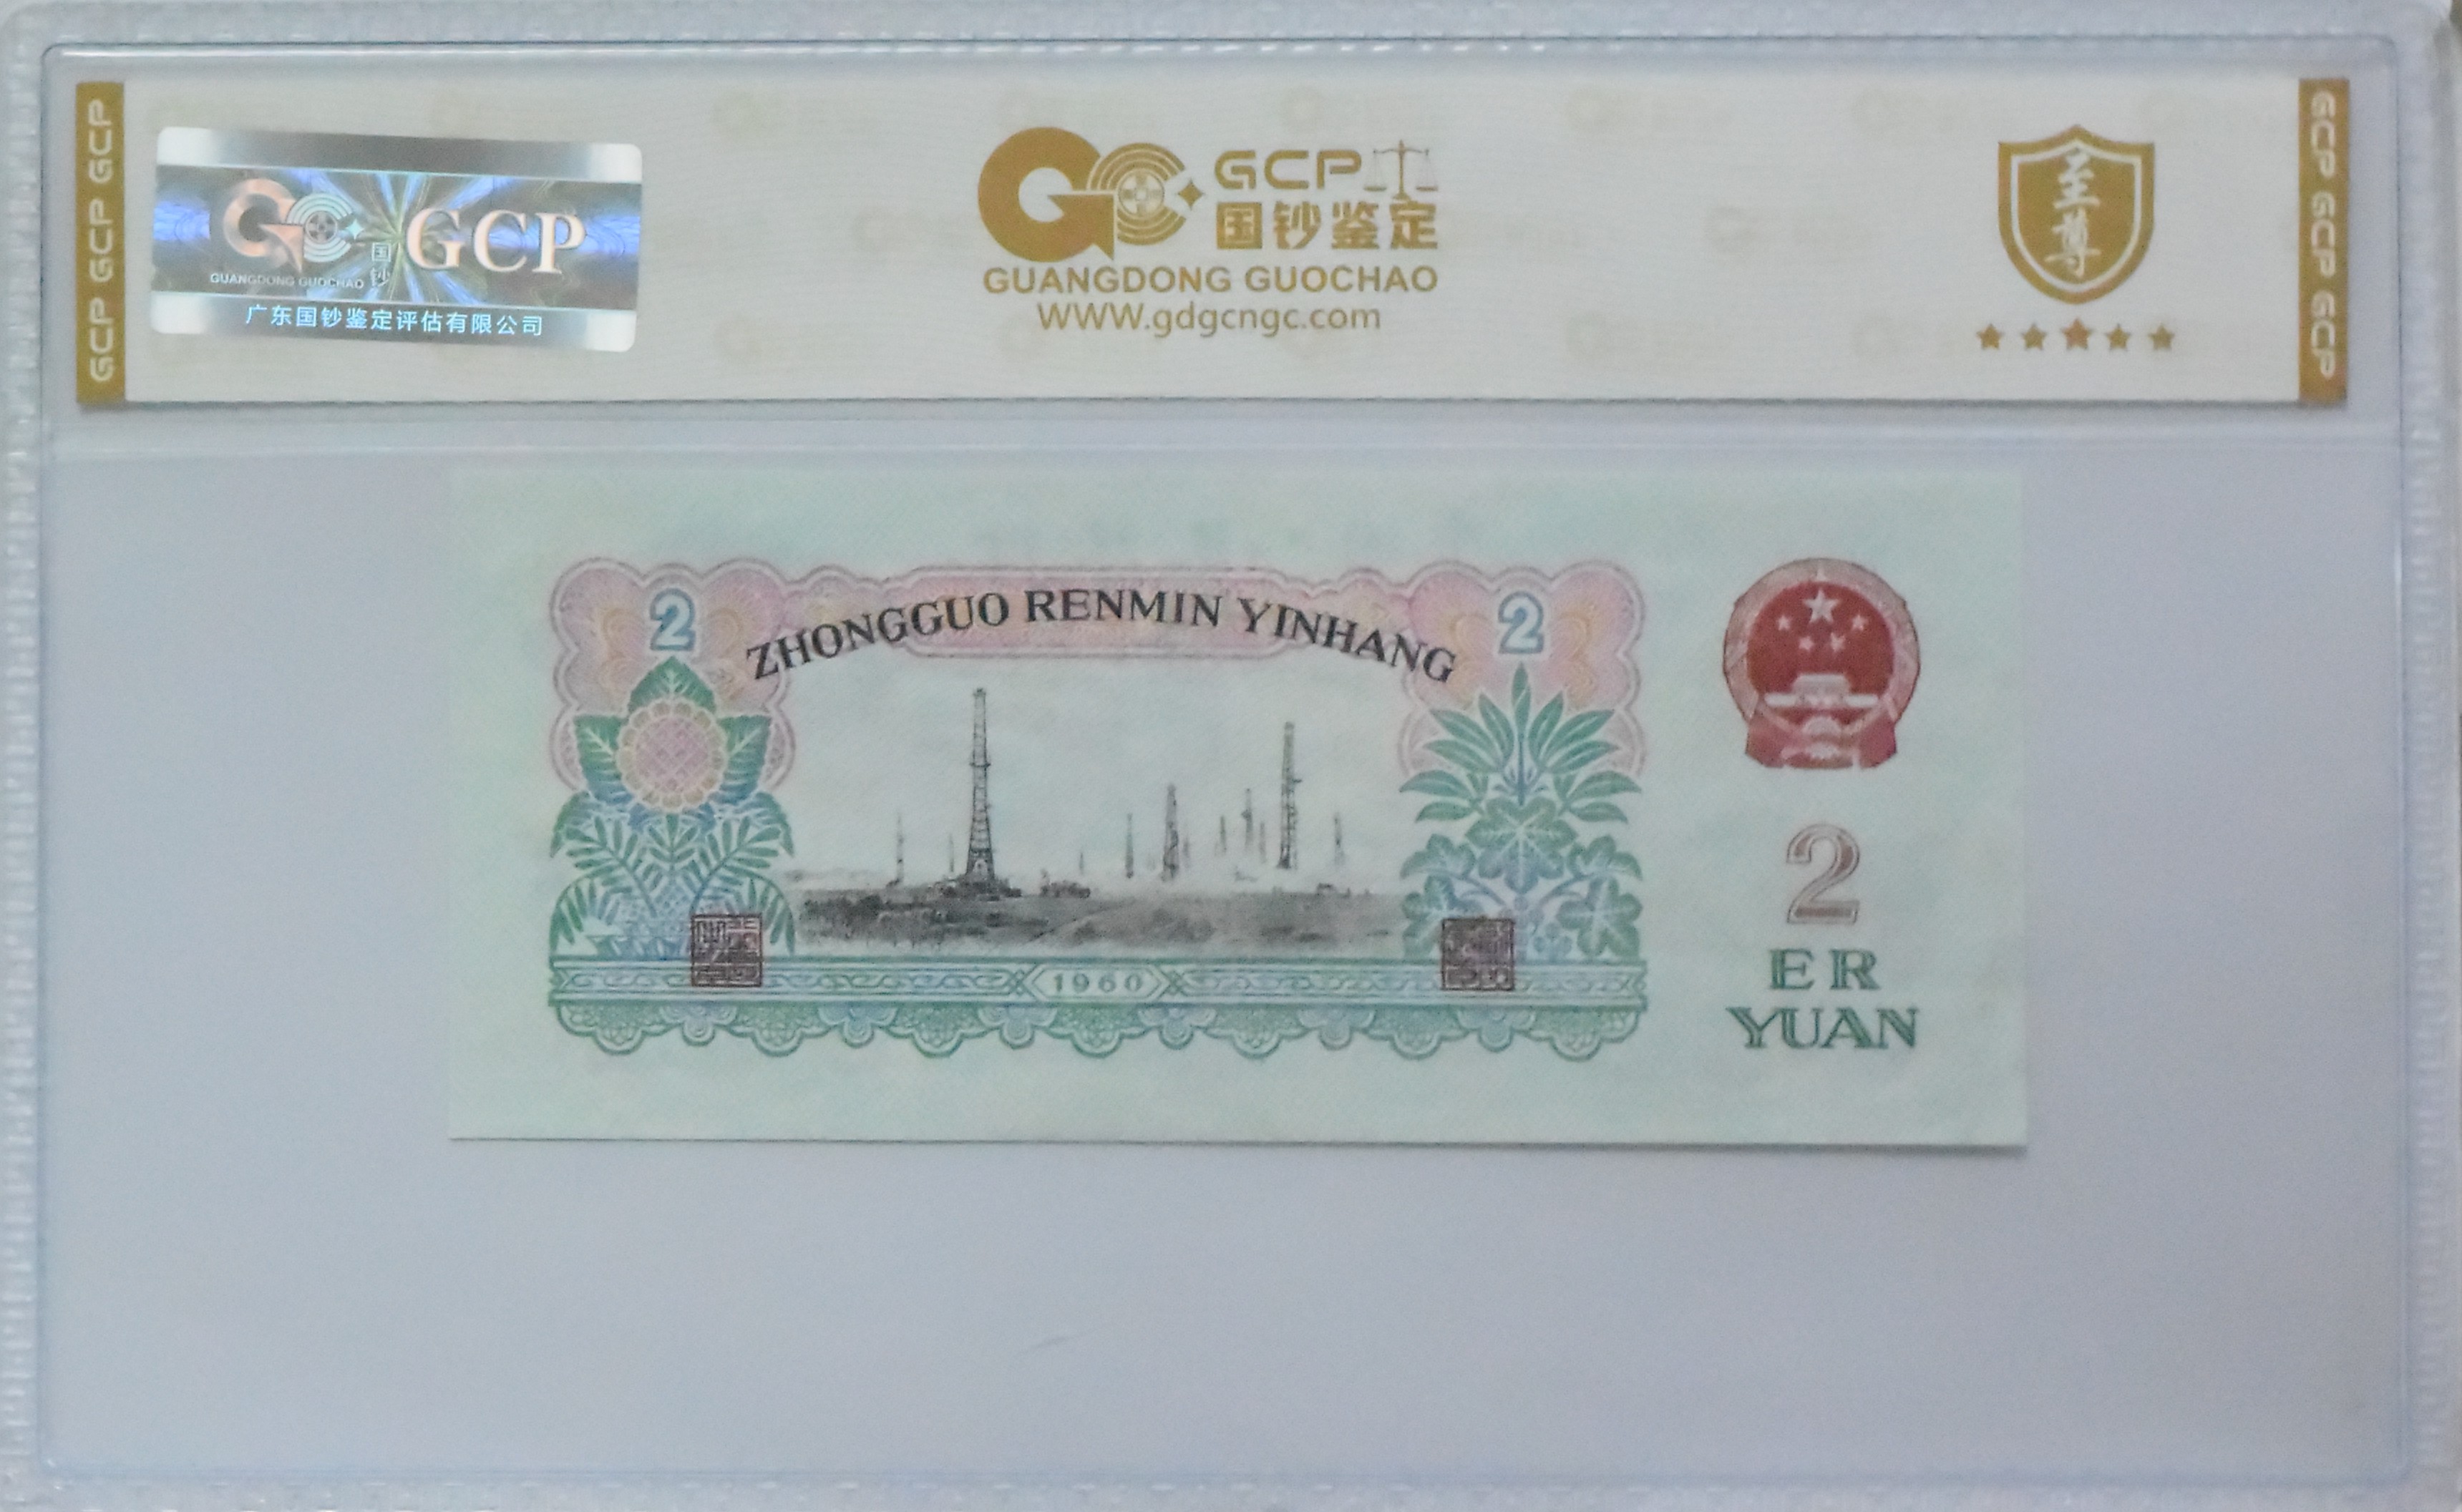 GCP GCP GCP
GCP
国钞
GUANGDONG GUOCHAO
广东国钞鉴定评估有限公司
GCP
国钞鉴定
GUANGDONG GUOCHAO
WWW.gdgcngc.com
至尊
GCP GCP GCP
2
ZHONGGUO RENMIN YINHANG
2
1960
2
ER
YUAN